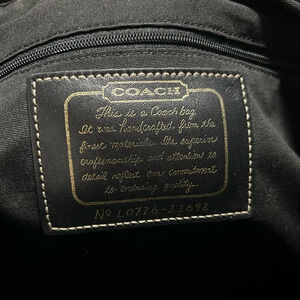 COACH
This is a Coach bag.
It was handcrafted from the
finest materials. Its superior
craftsmanship and attention to
detail reflect our commitment
to enduring quality.
No L0726-11692